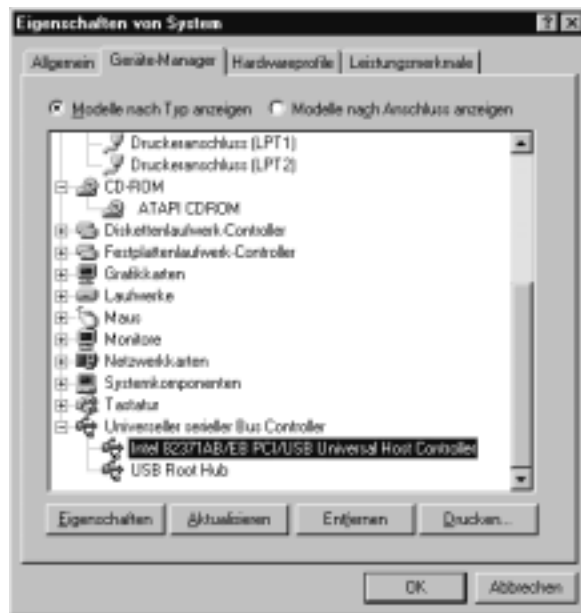 Eigenschaften von System
Allgemein Geräte-Manager Hardwareprofile Leistungsmerkmale
Modelle nach Typ anzeigen Modelle nach Anschluss anzeigen
Druckeranschluss (LPT1)
Druckeranschluss (LPT2)
CD-ROM
ATAPI CDROM
Diskettenlaufwerk-Controller
Festplattenlaufwerk-Controller
Grafikkarten
Laufwerke
Maus
Monitore
Netzwerkkarten
Systemkomponenten
Tastatur
Universeller serieller Bus Controller
Intel 82371AB/EB PCI/USB Universal Host Controller
USB Root Hub
Eigenschaften Aktualisieren Entfernen Drucken...
OK Abbrechen